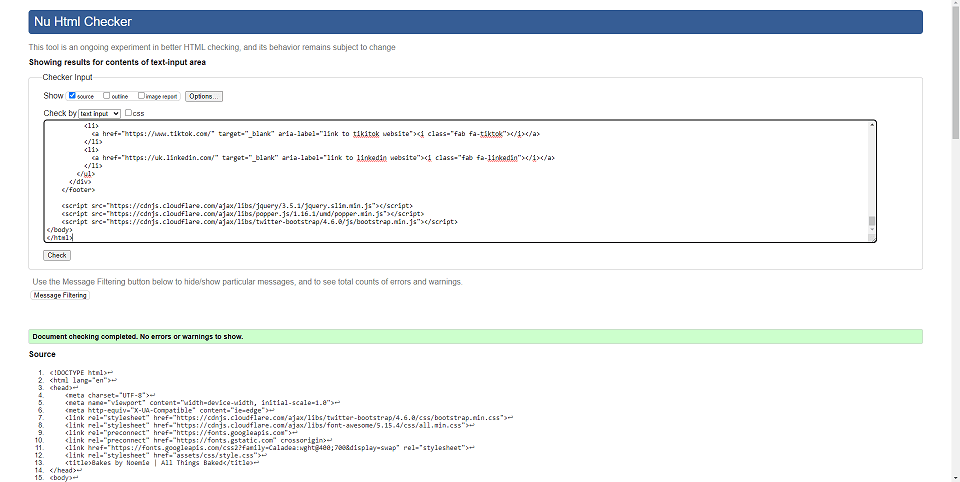 Nu Html Checker
This tool is an ongoing experiment in better HTML checking, and its behavior remains subject to change
Showing results for contents of text-input area
Checker Input
Show source outline image report Options...
Check by text input css
<li>
<a href="https://www.tiktok.com/" target="_blank" aria-label="link to tikitok website"><i class="fab fa-tiktok"></i></a>
</li>
<li>
<a href="https://uk.linkedin.com/" target="_blank" aria-label="link to linkedin website"><i class="fab fa-linkedin"></i></a>
</li>
</ul>
</div>
</footer>
<script src="https://cdnjs.cloudflare.com/ajax/libs/jquery/3.5.1/jquery.slim.min.js"></script>
<script src="https://cdnjs.cloudflare.com/ajax/libs/popper.js/1.16.1/umd/popper.min.js"></script>
<script src="https://cdnjs.cloudflare.com/ajax/libs/twitter-bootstrap/4.6.0/js/bootstrap.min.js"></script>
</body>
</html>
Check
Use the Message Filtering button below to hide/show particular messages, and to see total counts of errors and warnings.
Message Filtering
Document checking completed. No errors or warnings to show.
Source
1. <!DOCTYPE html>↩
2. <html lang="en">↩
3. <head>↩
4. <meta charset="UTF-8">↩
5. <meta name="viewport" content="width=device-width, initial-scale=1.0">↩
6. <meta http-equiv="X-UA-Compatible" content="ie=edge">↩
7. <link rel="stylesheet" href="https://cdnjs.cloudflare.com/ajax/libs/twitter-bootstrap/4.6.0/css/bootstrap.min.css">↩
8. <link rel="stylesheet" href="https://cdnjs.cloudflare.com/ajax/libs/font-awesome/5.15.4/css/all.min.css">↩
9. <link rel="preconnect" href="https://fonts.googleapis.com">↩
10. <link rel="preconnect" href="https://fonts.gstatic.com" crossorigin>↩
11. <link href="https://fonts.googleapis.com/css2?family=Caladea:wght@400;700&display=swap" rel="stylesheet">↩
12. <link rel="stylesheet" href="assets/css/style.css">↩
13. <title>Bakes by Noemie | All Things Baked</title>↩
14. </head>↩
15. <body>↩